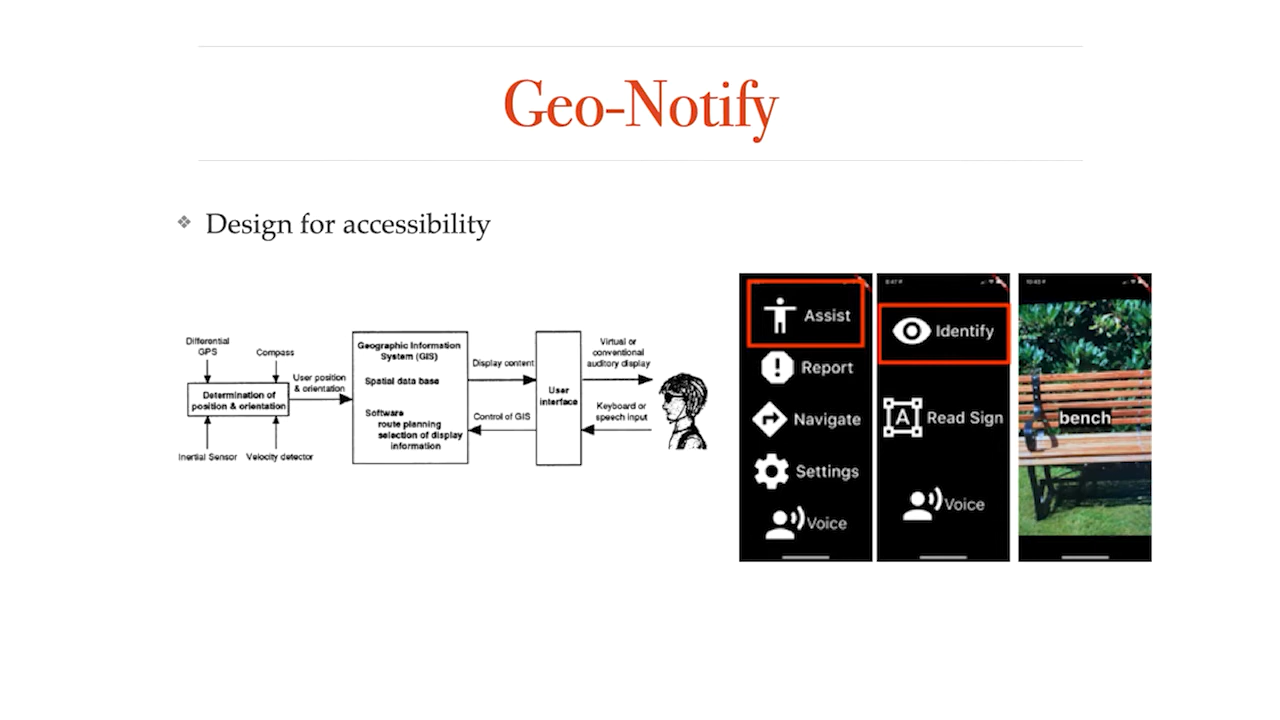 Geo-Notify
Design for accessibility
Differential
GPS
Compass
Determination of
position & orientation
Inertial Sensor
Velocity detector
User position
& orientation
Geographic Information
System (GIS)
Spatial data base
Software
route planning
selection of display
information
Display content
Control of GIS
User
interface
Virtual or
conventional
auditory display
Keyboard or
speech input
Assist
Report
Navigate
Settings
Voice
Identify
A
Read Sign
Voice
bench